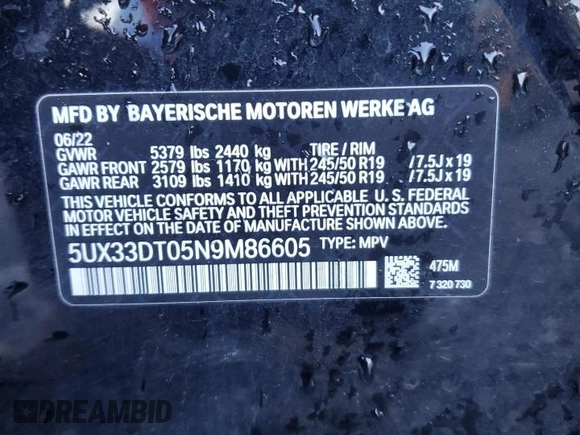 MFD BY BAYERISCHE MOTOREN WERKE AG
06/22
GVWR 5379 lbs 2440 kg TIRE / RIM
GAWR FRONT 2579 lbs 1170 kg WITH 245/50 R19 /7.5J x 19
GAWR REAR 3109 lbs 1410 kg WITH 245/50 R19 /7.5J x 19
THIS VEHICLE CONFORMS TO ALL APPLICABLE U. S. FEDERAL
MOTOR VEHICLE SAFETY AND THEFT PREVENTION STANDARDS
IN EFFECT ON THE DATE OF MANUFACTURE SHOWN ABOVE.
5UX33DT05N9M86605 TYPE: MPV
475M
7 320 730
DREAMBID